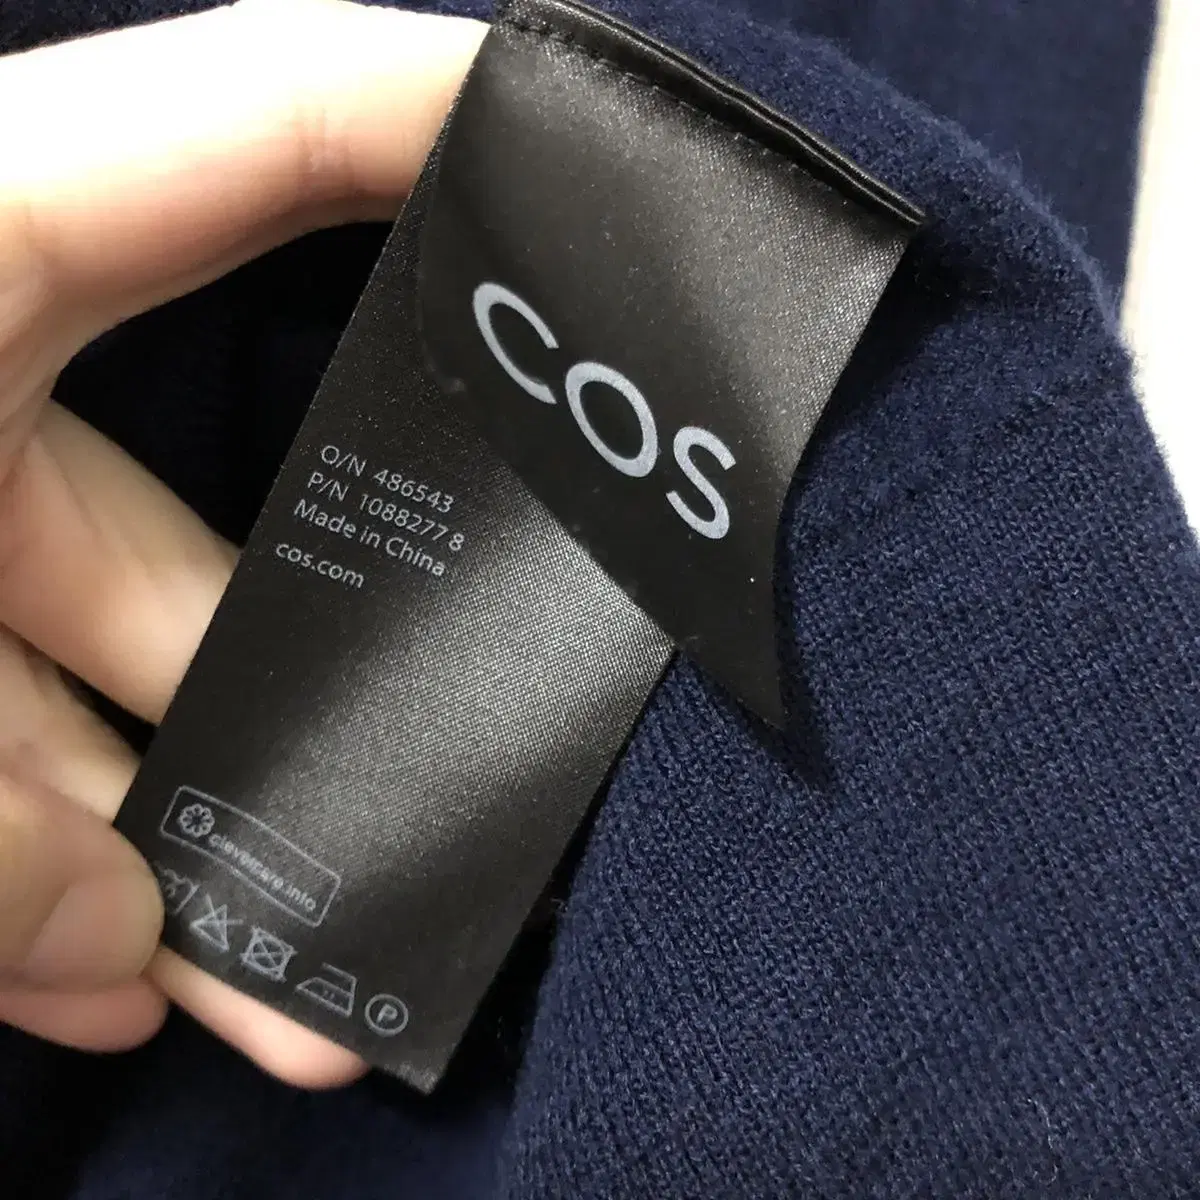 COS
O/N 486543
P/N 1088277 8
Made in China
cos.com
clevercare.info
P